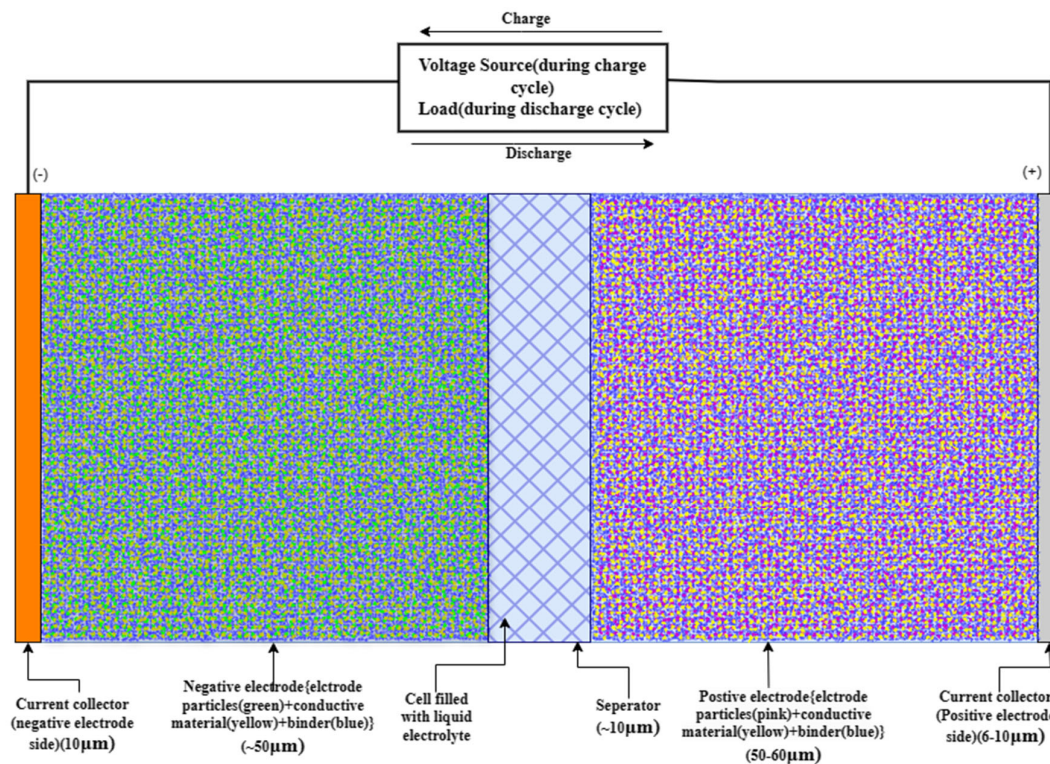 Charge
Voltage Source(during charge
cycle)
Load(during discharge cycle)
Discharge
(-)
(+)
Current collector
(negative electrode
side)(10μm)
Negative electrode{elctrode
particles(green)+conductive
material(yellow)+binder(blue)}
(~50μm)
Cell filled
with liquid
electrolyte
Seperator
(~10μm)
Postive electrode{elctrode
particles(pink)+conductive
material(yellow)+binder(blue)}
50-60μm)
Current collector
(Positive electrode
side)(6-10μm)